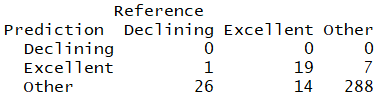 Reference
Prediction Declining Excellent Other
Declining 0 0 0
Excellent 1 19 7
Other 26 14 288